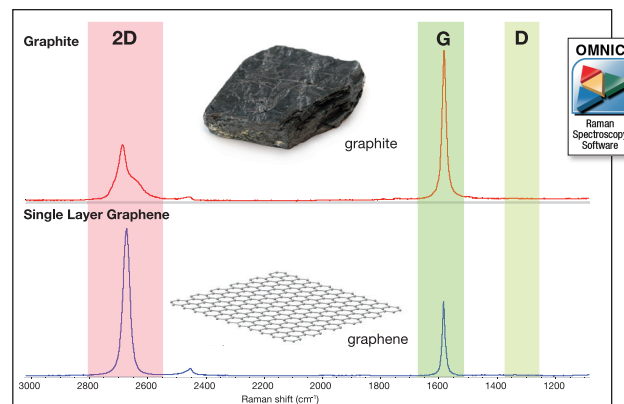 2D
G
D
Graphite
OMNIC
graphite
Raman
Spectroscopy
Software
Single Layer Graphene
graphene
3000
2800
2600
2400
2200
2000
1800
1600
1400
1200
Raman shift (cm-1)